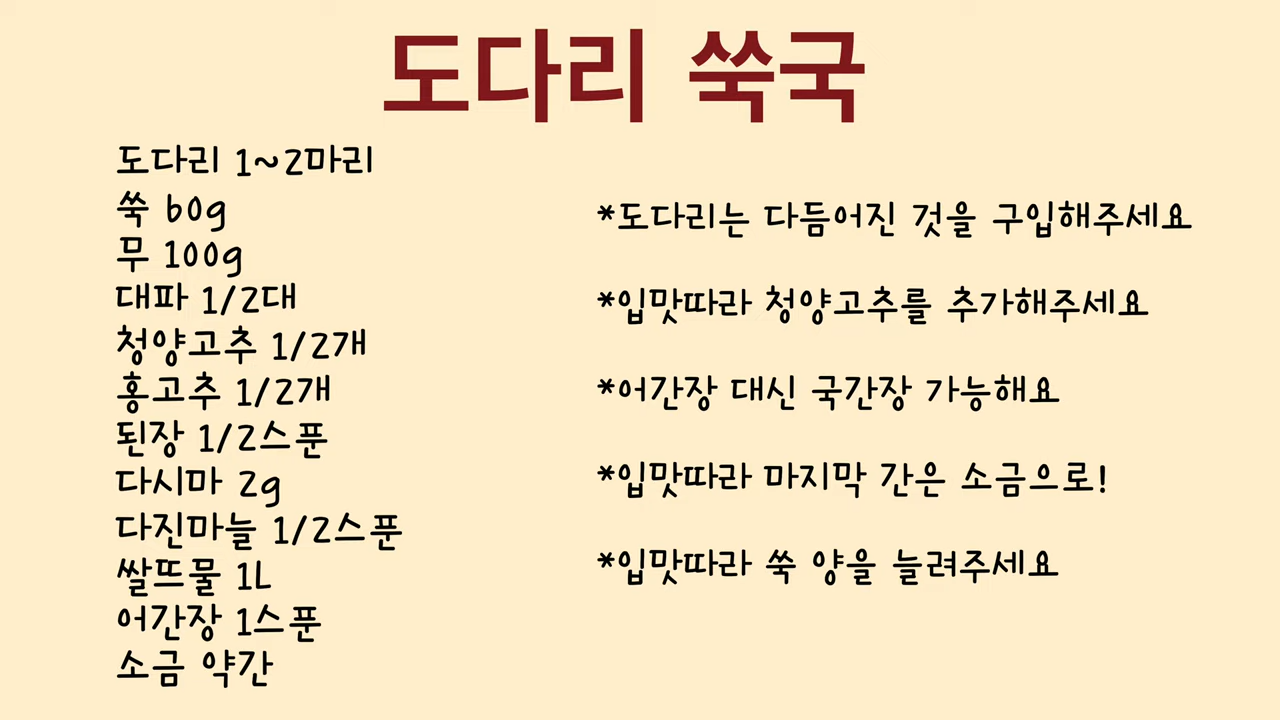 도다리 쑥국
도다리 1~2마리
쑥 60g
무 100g
대파 1/2대
청양고추 1/2개
홍고추 1/2개
된장 1/2스푼
다시마 2g
다진마늘 1/2스푼
쌀뜨물 1L
어간장 1스푼
소금 약간
*도다리는 다듬어진 것을 구입해주세요
*입맛따라 청양고추를 추가해주세요
*어간장 대신 국간장 가능해요
*입맛따라 마지막 간은 소금으로!
*입맛따라 쑥 양을 늘려주세요